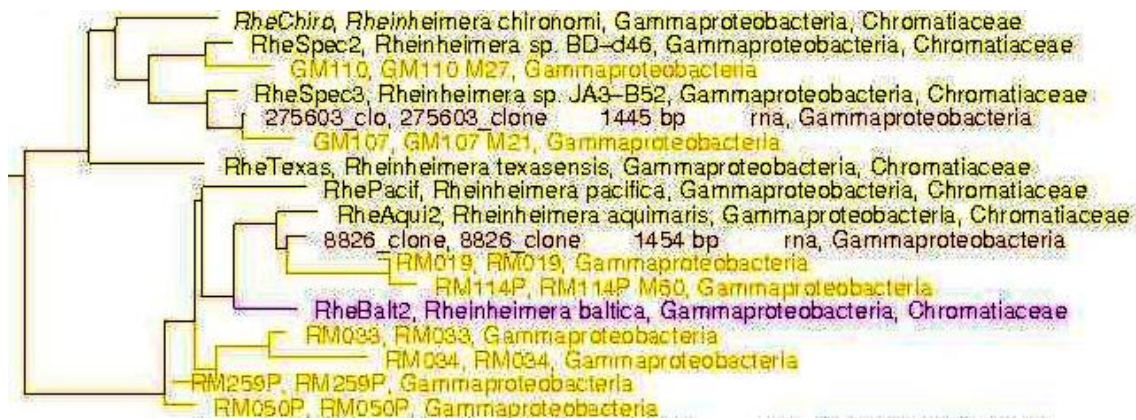 RheChiro, Rheinheimera chironomi, Gammaproteobacteria, Chromatiaceae
RheSpec2, Rheinheimera sp. BD-d46, Gammaproteobacteria, Chromatiaceae
GM110, GM110 M27, Gammaproteobacteria
RheSpec3, Rheinheimera sp. JA3-B52, Gammaproteobacteria, Chromatiaceae
275603_clo, 275603_clone 1445 bp rna, Gammaproteobacteria
GM107, GM107 M21, Gammaproteobacteria
RheTexas, Rheinheimera texasensis, Gammaproteobacteria, Chromatiaceae
RhePacif, Rheinheimera pacifica, Gammaproteobacteria, Chromatiaceae
RheAqui2, Rheinheimera aquimaris, Gammaproteobacteria, Chromatiaceae
8826_clone, 8826_clone 1454 bp rna, Gammaproteobacteria
RM019, RM019, Gammaproteobacteria
RM114P, RM114P M60, Gammaproteobacteria
RheBalt2, Rheinheimera baltica, Gammaproteobacteria, Chromatiaceae
RM033, RM033, Gammaproteobacteria
RM034, RM034, Gammaproteobacteria
RM259P, RM259P, Gammaproteobacteria
RM050P, RM050P, Gammaproteobacteria